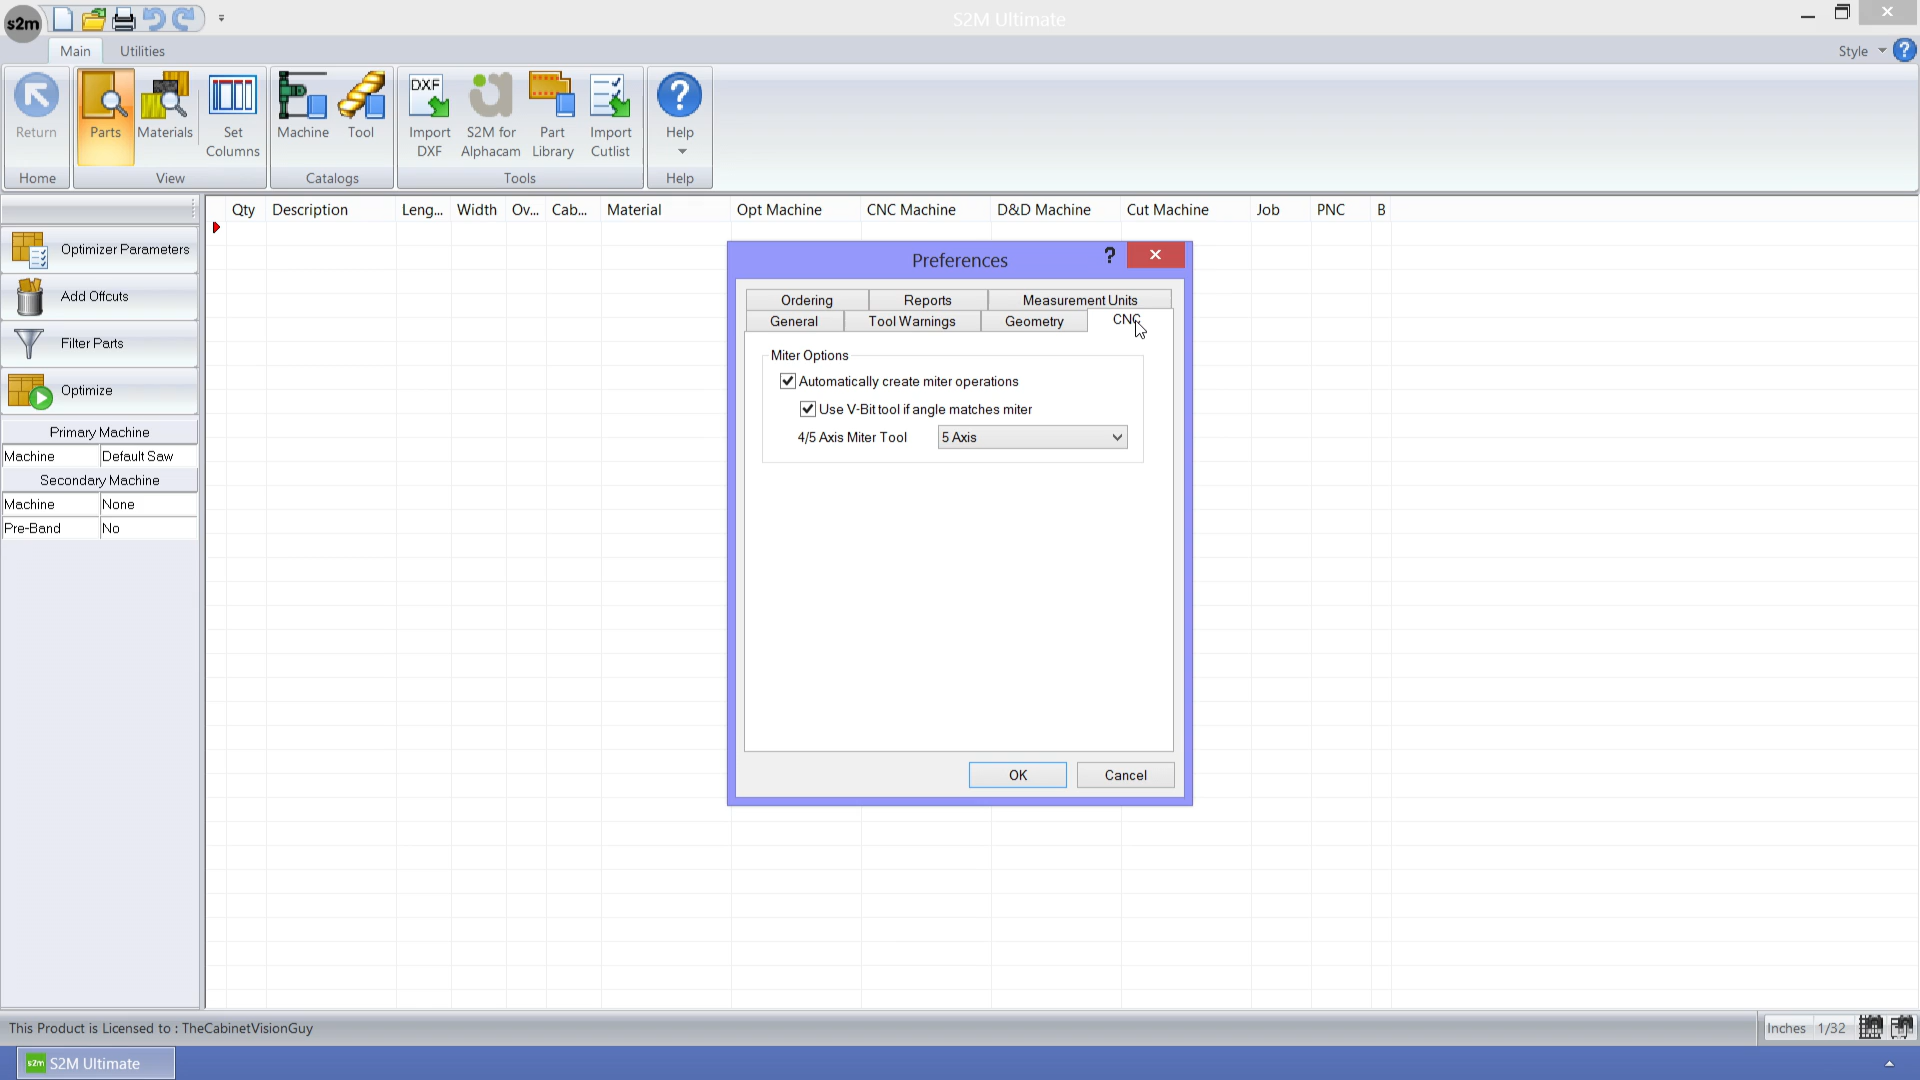 s2m
S2M Ultimate
Main
Utilities
Style
Return
Parts
Materials
Set
Columns
Machine
Tool
DXF
Import
DXF
S2M for
Alphacam
Part
Library
Import
Cutlist
Help
Home
View
Catalogs
Tools
Help
Qty
Description
Leng...
Width
Ov...
Cab...
Material
Opt Machine
CNC Machine
D&D Machine
Cut Machine
Job
PNC
B
Optimizer Parameters
Add Offcuts
Filter Parts
Optimize
Primary Machine
Machine
Default Saw
Secondary Machine
Machine
None
Pre-Band
No
Preferences
Ordering
Reports
Measurement Units
General
Tool Warnings
Geometry
CNC
Miter Options
Automatically create miter operations
Use V-Bit tool if angle matches miter
4/5 Axis Miter Tool
5 Axis
OK
Cancel
This Product is Licensed to : TheCabinetVisionGuy
Inches
1/32
s2m
S2M Ultimate